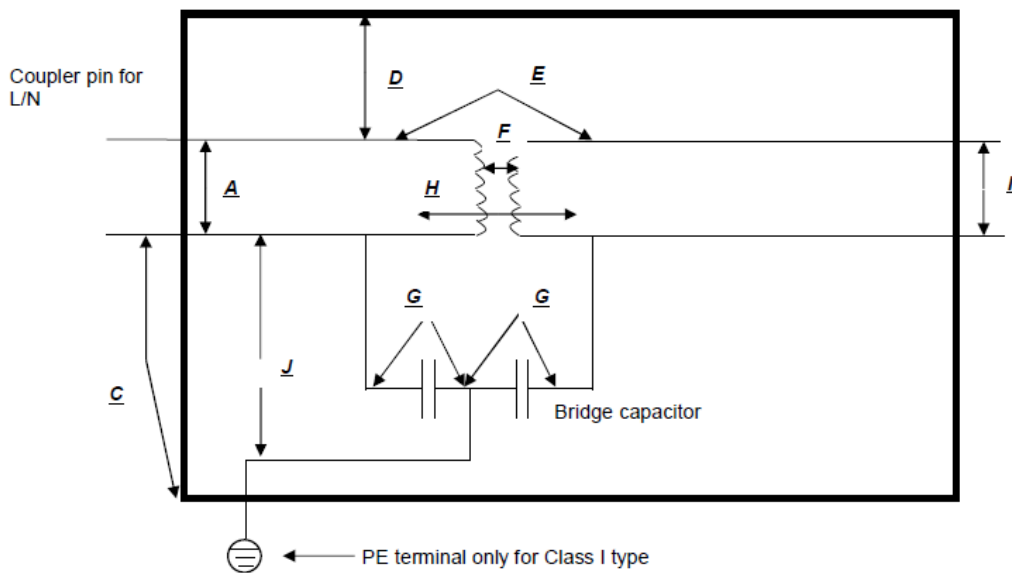 Coupler pin for
L/N
D
E
F
A
H
G
G
J
C
Bridge capacitor
PE terminal only for Class I type